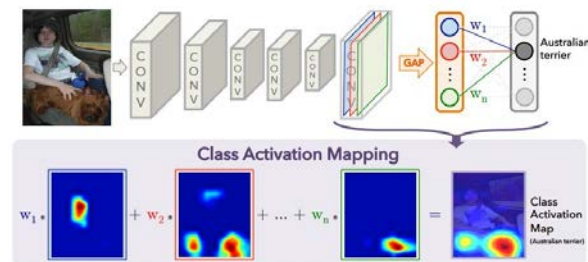 CONV
CONV
CONV
CONV
CONV
CONV
GAP
w₁
w₂
wₙ
Australian
terrier
Class Activation Mapping
w₁ * + w₂ * + ... + wₙ * =
Class
Activation
Map
(Australian terrier)